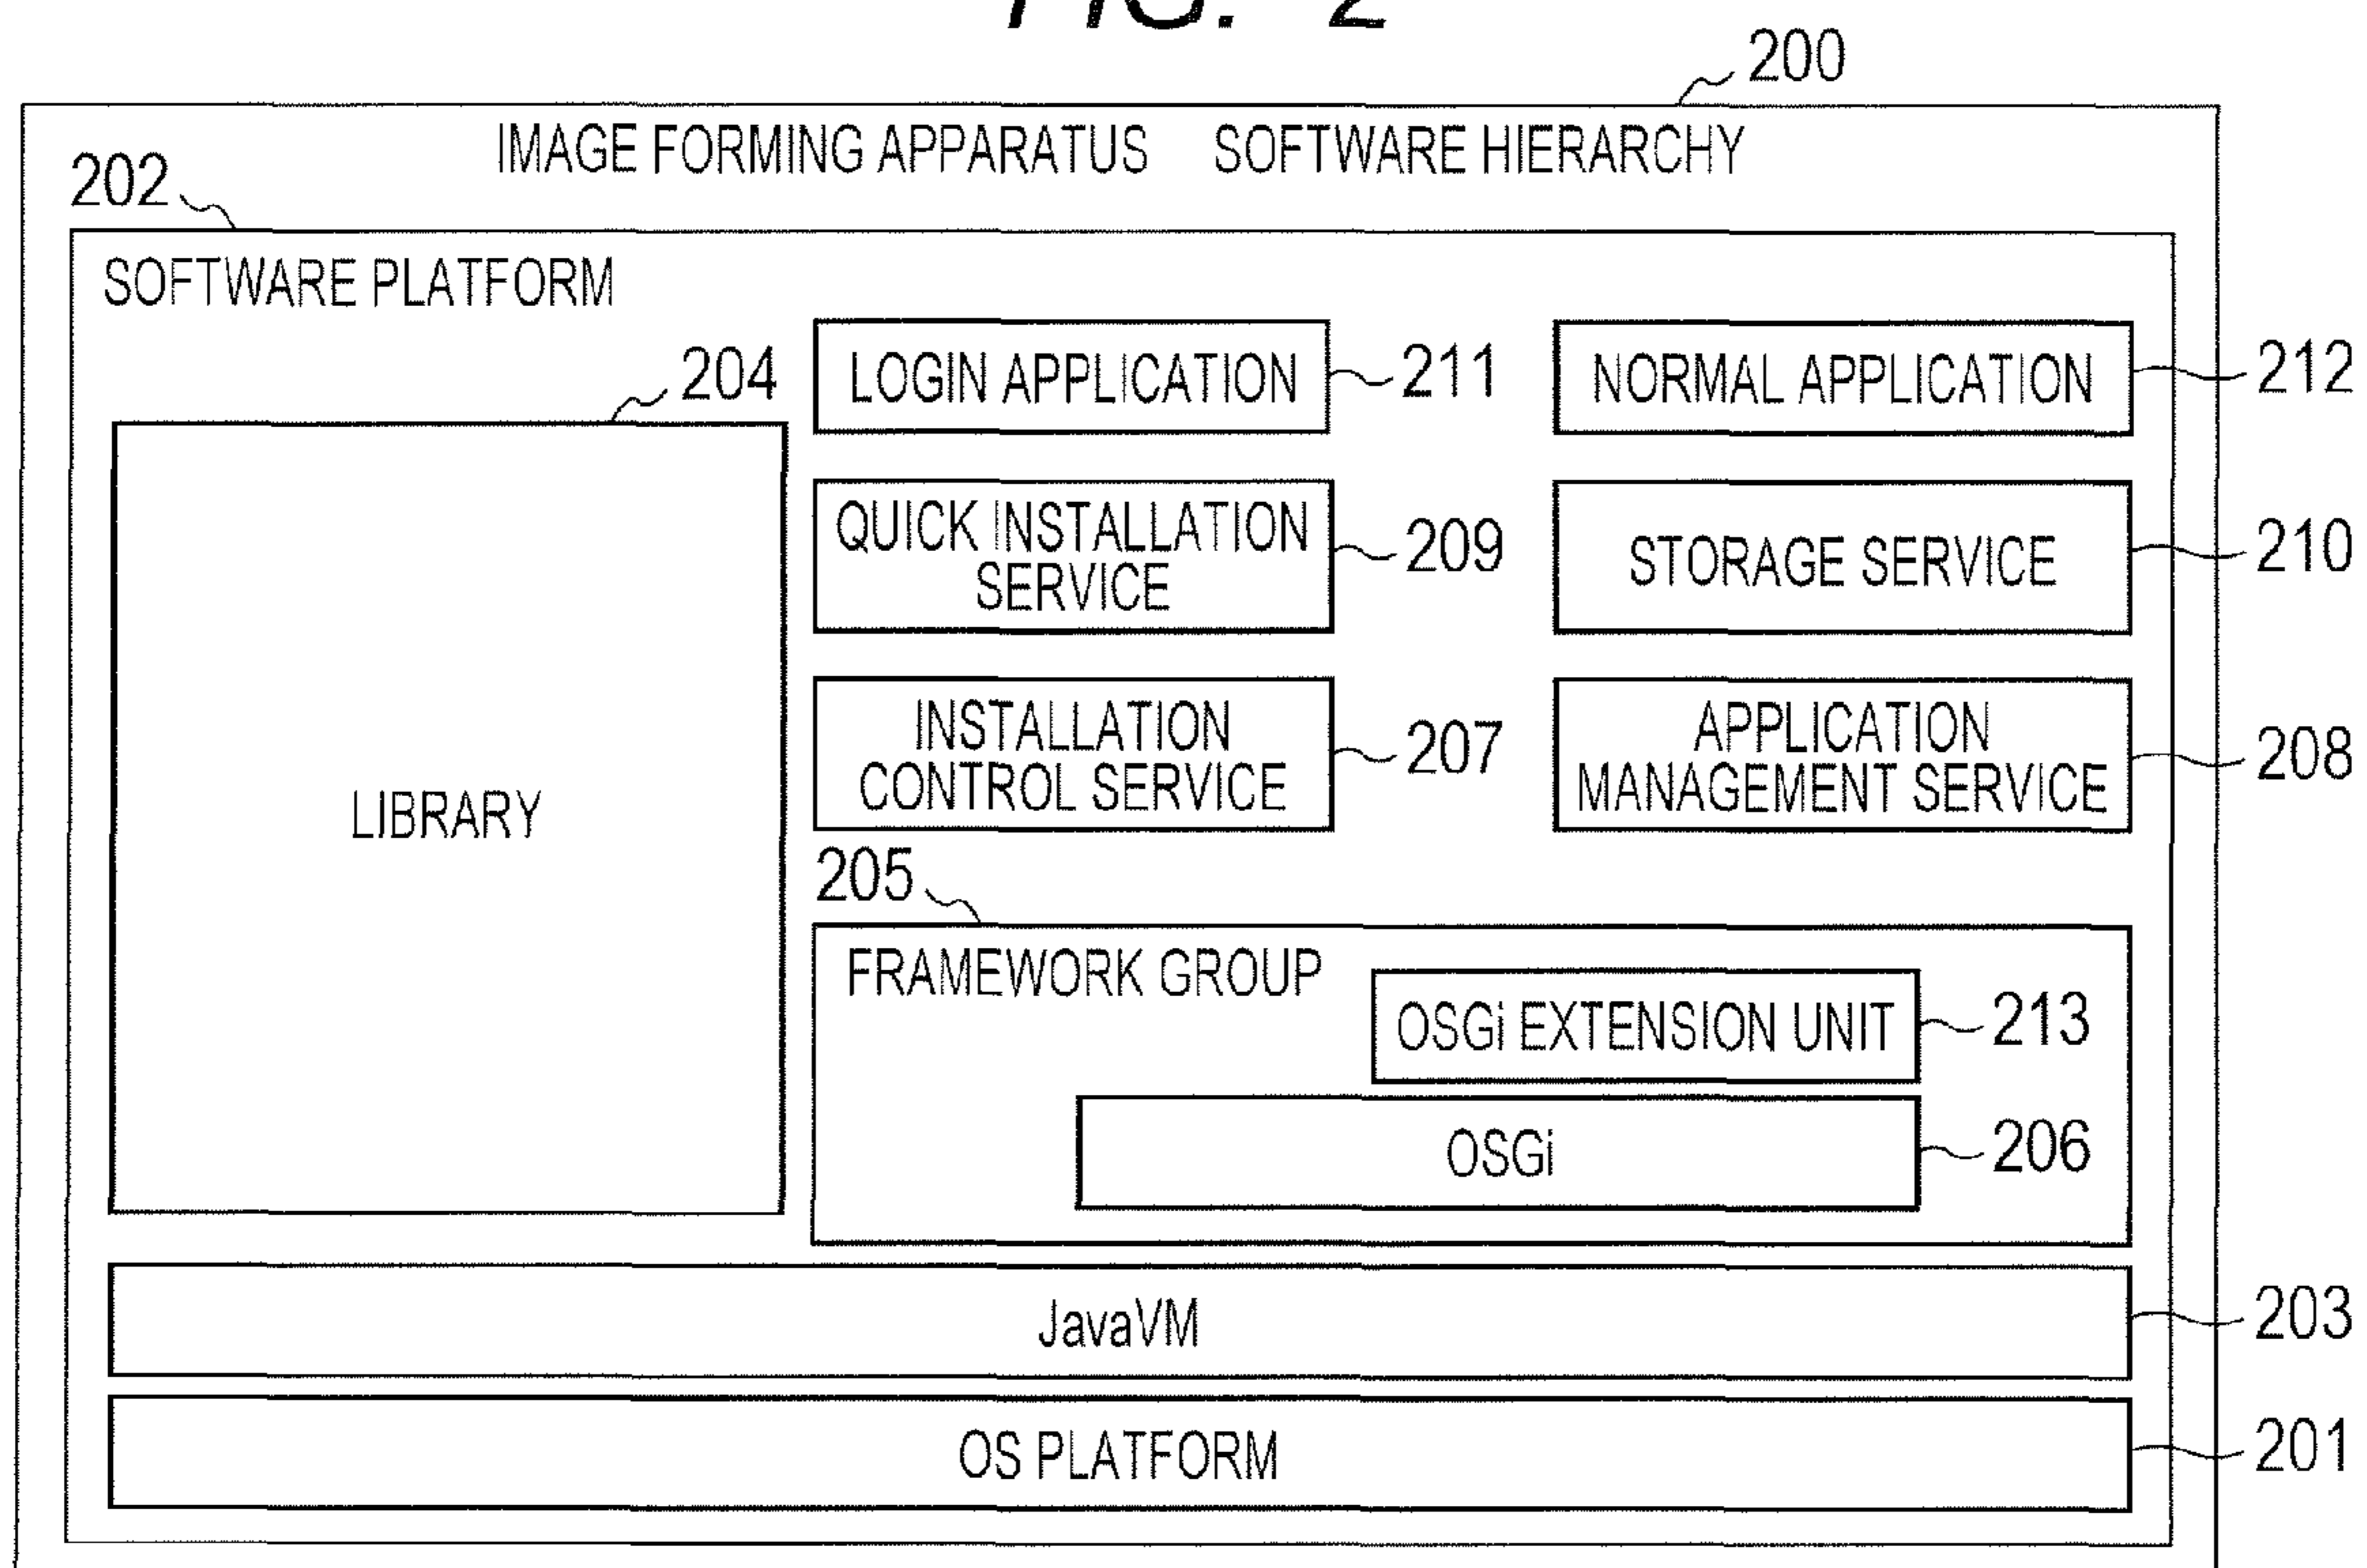 FIG. 2
200
IMAGE FORMING APPARATUS SOFTWARE HIERARCHY
202
SOFTWARE PLATFORM
204
LIBRARY
LOGIN APPLICATION
211
NORMAL APPLICATION
212
QUICK INSTALLATION
SERVICE
209
STORAGE SERVICE
210
INSTALLATION
CONTROL SERVICE
207
APPLICATION
MANAGEMENT SERVICE
208
205
FRAMEWORK GROUP
OSGi EXTENSION UNIT
213
OSGi
206
JavaVM
203
OS PLATFORM
201